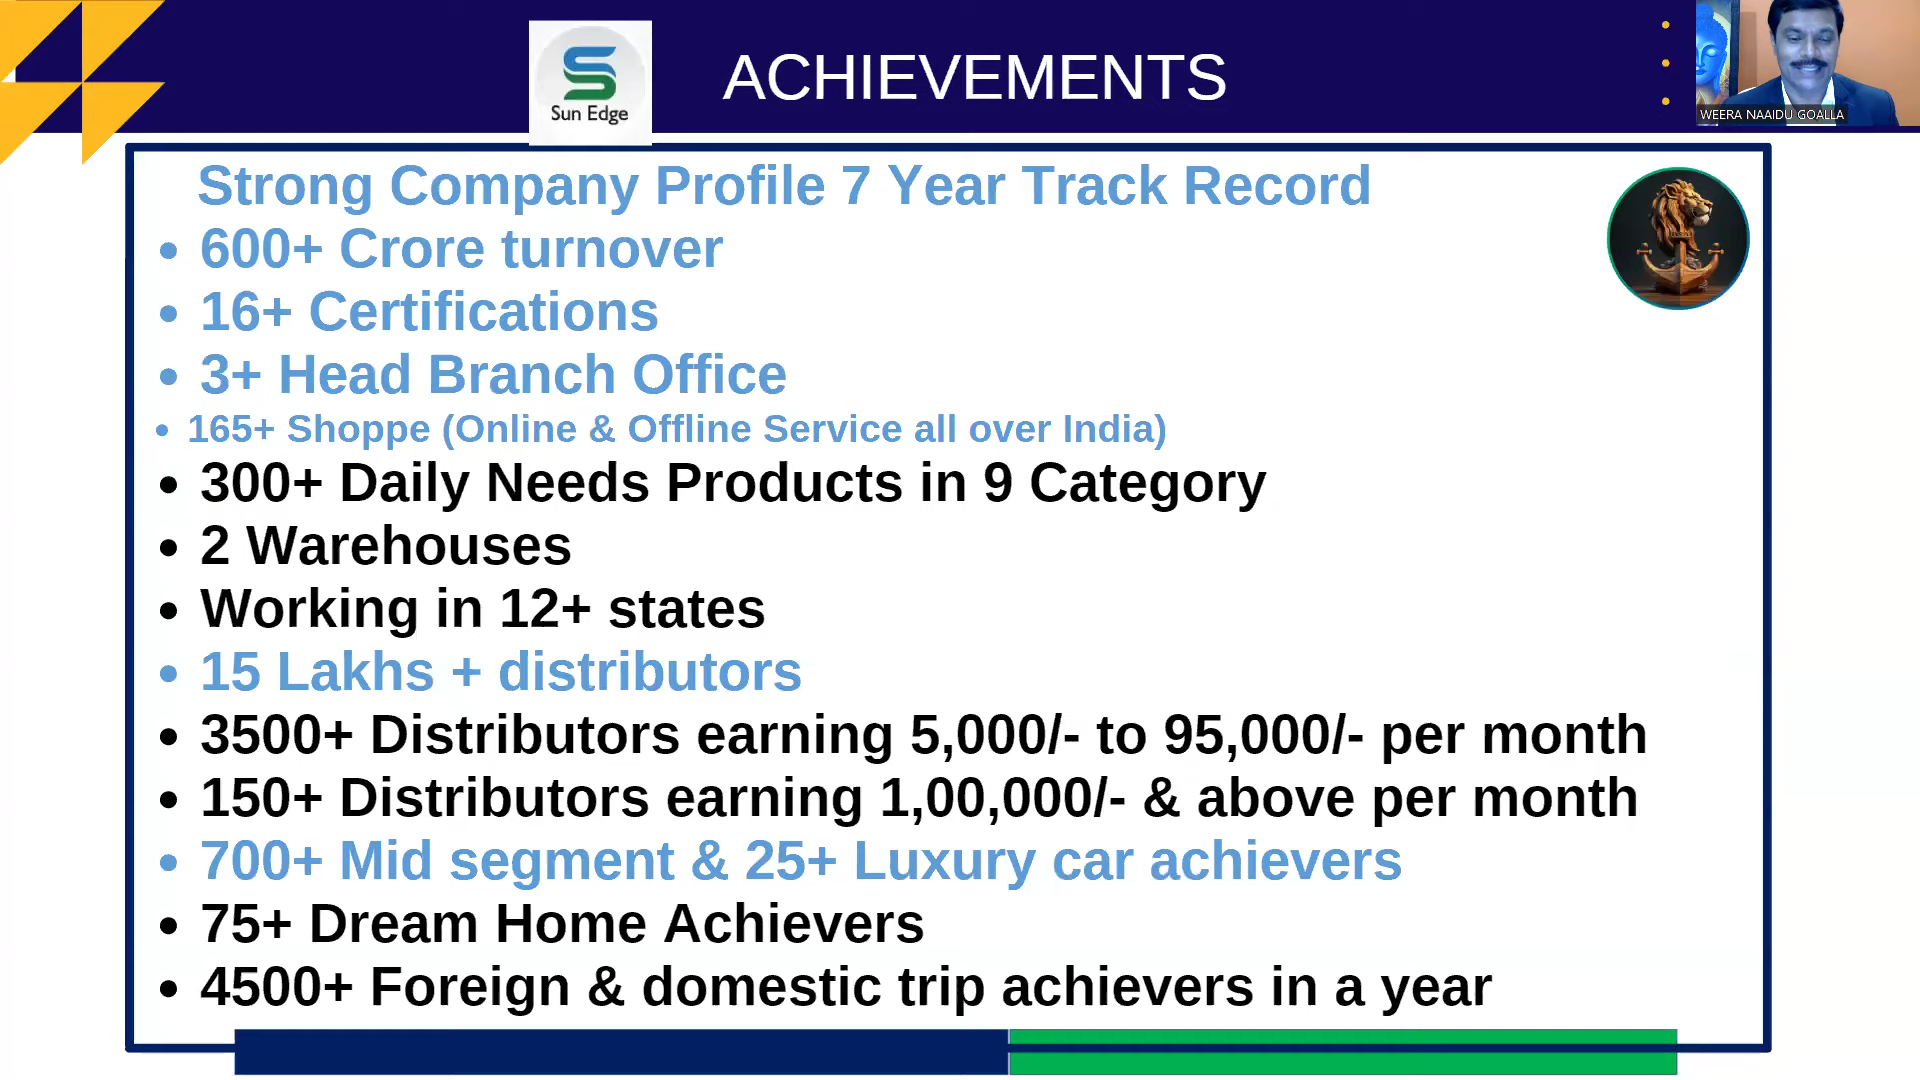 ACHIEVEMENTS
Sun Edge
WEERA NAAIDU GOALLA
Strong Company Profile 7 Year Track Record
• 600+ Crore turnover
• 16+ Certifications
• 3+ Head Branch Office
• 165+ Shoppe (Online & Offline Service all over India)
• 300+ Daily Needs Products in 9 Category
• 2 Warehouses
• Working in 12+ states
• 15 Lakhs + distributors
• 3500+ Distributors earning 5,000/- to 95,000/- per month
• 150+ Distributors earning 1,00,000/- & above per month
• 700+ Mid segment & 25+ Luxury car achievers
• 75+ Dream Home Achievers
• 4500+ Foreign & domestic trip achievers in a year